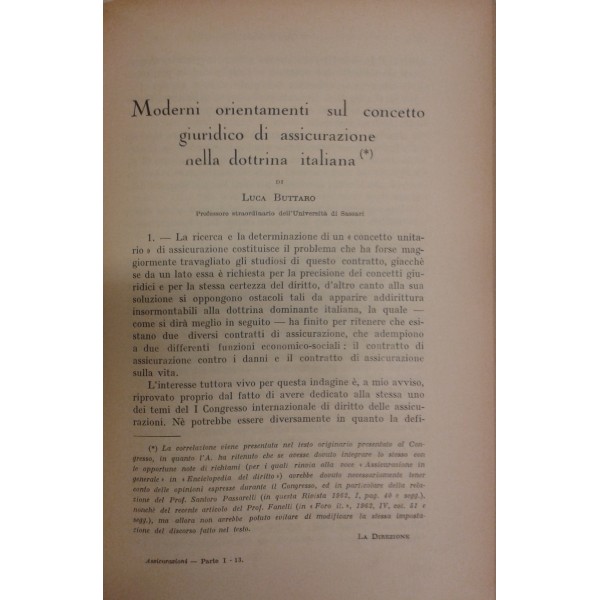 Moderni orientamenti sul concetto
giuridico di assicurazione
nella dottrina italiana (*)
DI
LUCA BUTTARO
Professore straordinario dell'Università di Sassari
1. — La ricerca e la determinazione di un « concetto unita-
rio » di assicurazione costituisce il problema che ha forse mag-
giormente travagliato gli studiosi di questo contratto, giacchè
se da un lato essa è richiesta per la precisione dei concetti giu-
ridici e per la stessa certezza del diritto, d'altro canto alla sua
soluzione si oppongono ostacoli tali da apparire addirittura
insormontabili alla dottrina dominante italiana, la quale —
come si dirà meglio in seguito — ha finito per ritenere che esi-
stano due diversi contratti di assicurazione, che adempiono
a due differenti funzioni economico-sociali : il contratto di
assicurazione contro i danni e il contratto di assicurazione
sulla vita.
L'interesse tuttora vivo per questa indagine è, a mio avviso,
riprovato proprio dal fatto di avere dedicato alla stessa uno
dei temi del I Congresso internazionale di diritto delle assicu-
razioni. Nè potrebbe essere diversamente in quanto la defi-
(*) La correlazione viene presentata nel testo originario presentato al Con-
gresso, in quanto l'A. ha ritenuto che se avesse dovuto integrare lo stesso con
le opportune note di richiami (per i quali rinvia alla voce « Assicurazione in
generale » in « Enciclopedia del diritto ») avrebbe dovuto necessariamente tener
conto delle opinioni espresse durante il Congresso, ed in particolare della rela-
zione del Prof. Santoro Passarelli (in questa Rivista 1962, I, pag. 40 e segg.),
nonchè del recente articolo del Prof. Fanelli (in « Foro it. », 1962, IV, col. 51 e
segg.), ma allora non avrebbe potuto evitare di modificare la stessa imposta-
zione del discorso fatto nel testo.
LA DIREZIONE
Assicurazioni — Parte I - 13.